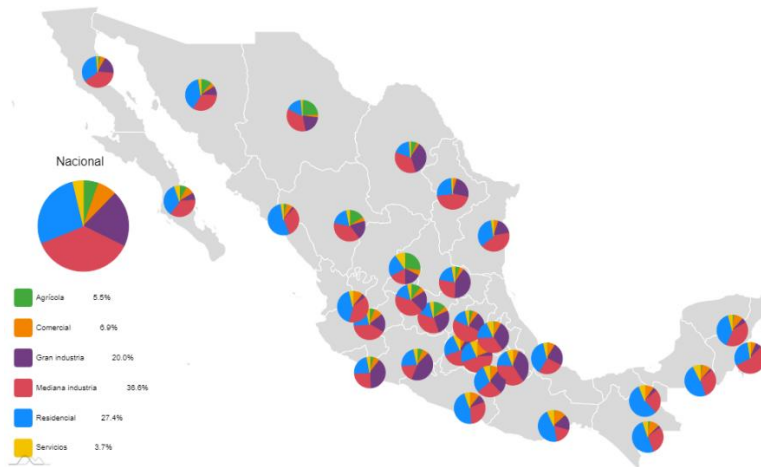 Nacional
Agrícola 5.5%
Comercial 6.9%
Gran industria 20.0%
Mediana industria 36.6%
Residencial 27.4%
Servicios 3.7%